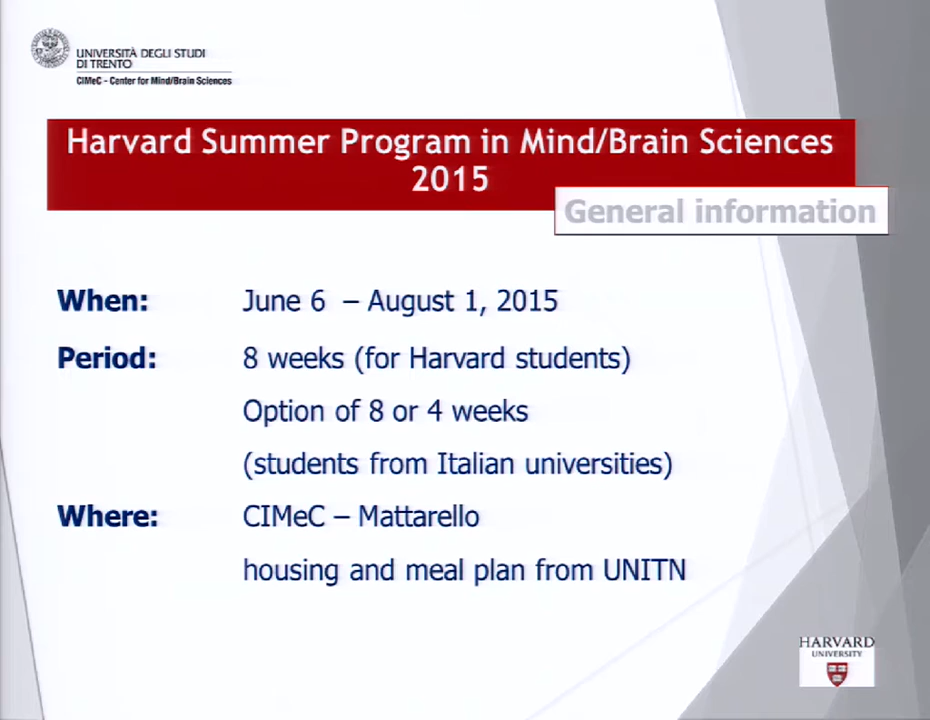 UNIVERSITÀ DEGLI STUDI
DI TRENTO
CIMeC - Center for Mind/Brain Sciences
Harvard Summer Program in Mind/Brain Sciences
2015
General information
When: June 6 – August 1, 2015
Period: 8 weeks (for Harvard students)
Option of 8 or 4 weeks
(students from Italian universities)
Where: CIMeC – Mattarello
housing and meal plan from UNITN
HARVARD
UNIVERSITY